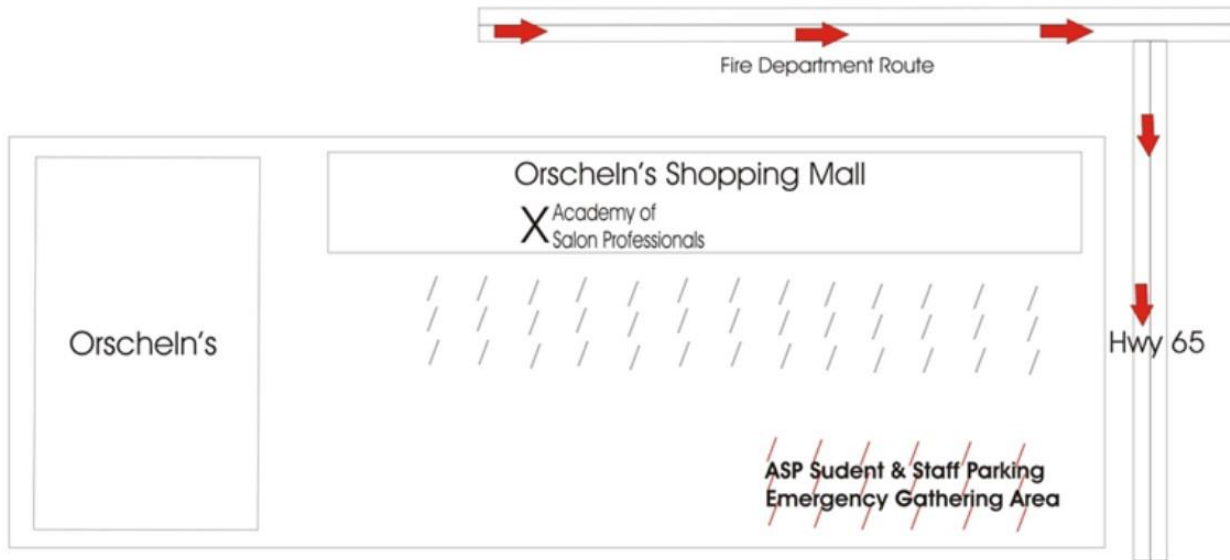 Fire Department Route
Orscheln's Shopping Mall
X Academy of
Salon Professionals
Orscheln's
Hwy 65
ASP Sudent & Staff Parking
Emergency Gathering Area